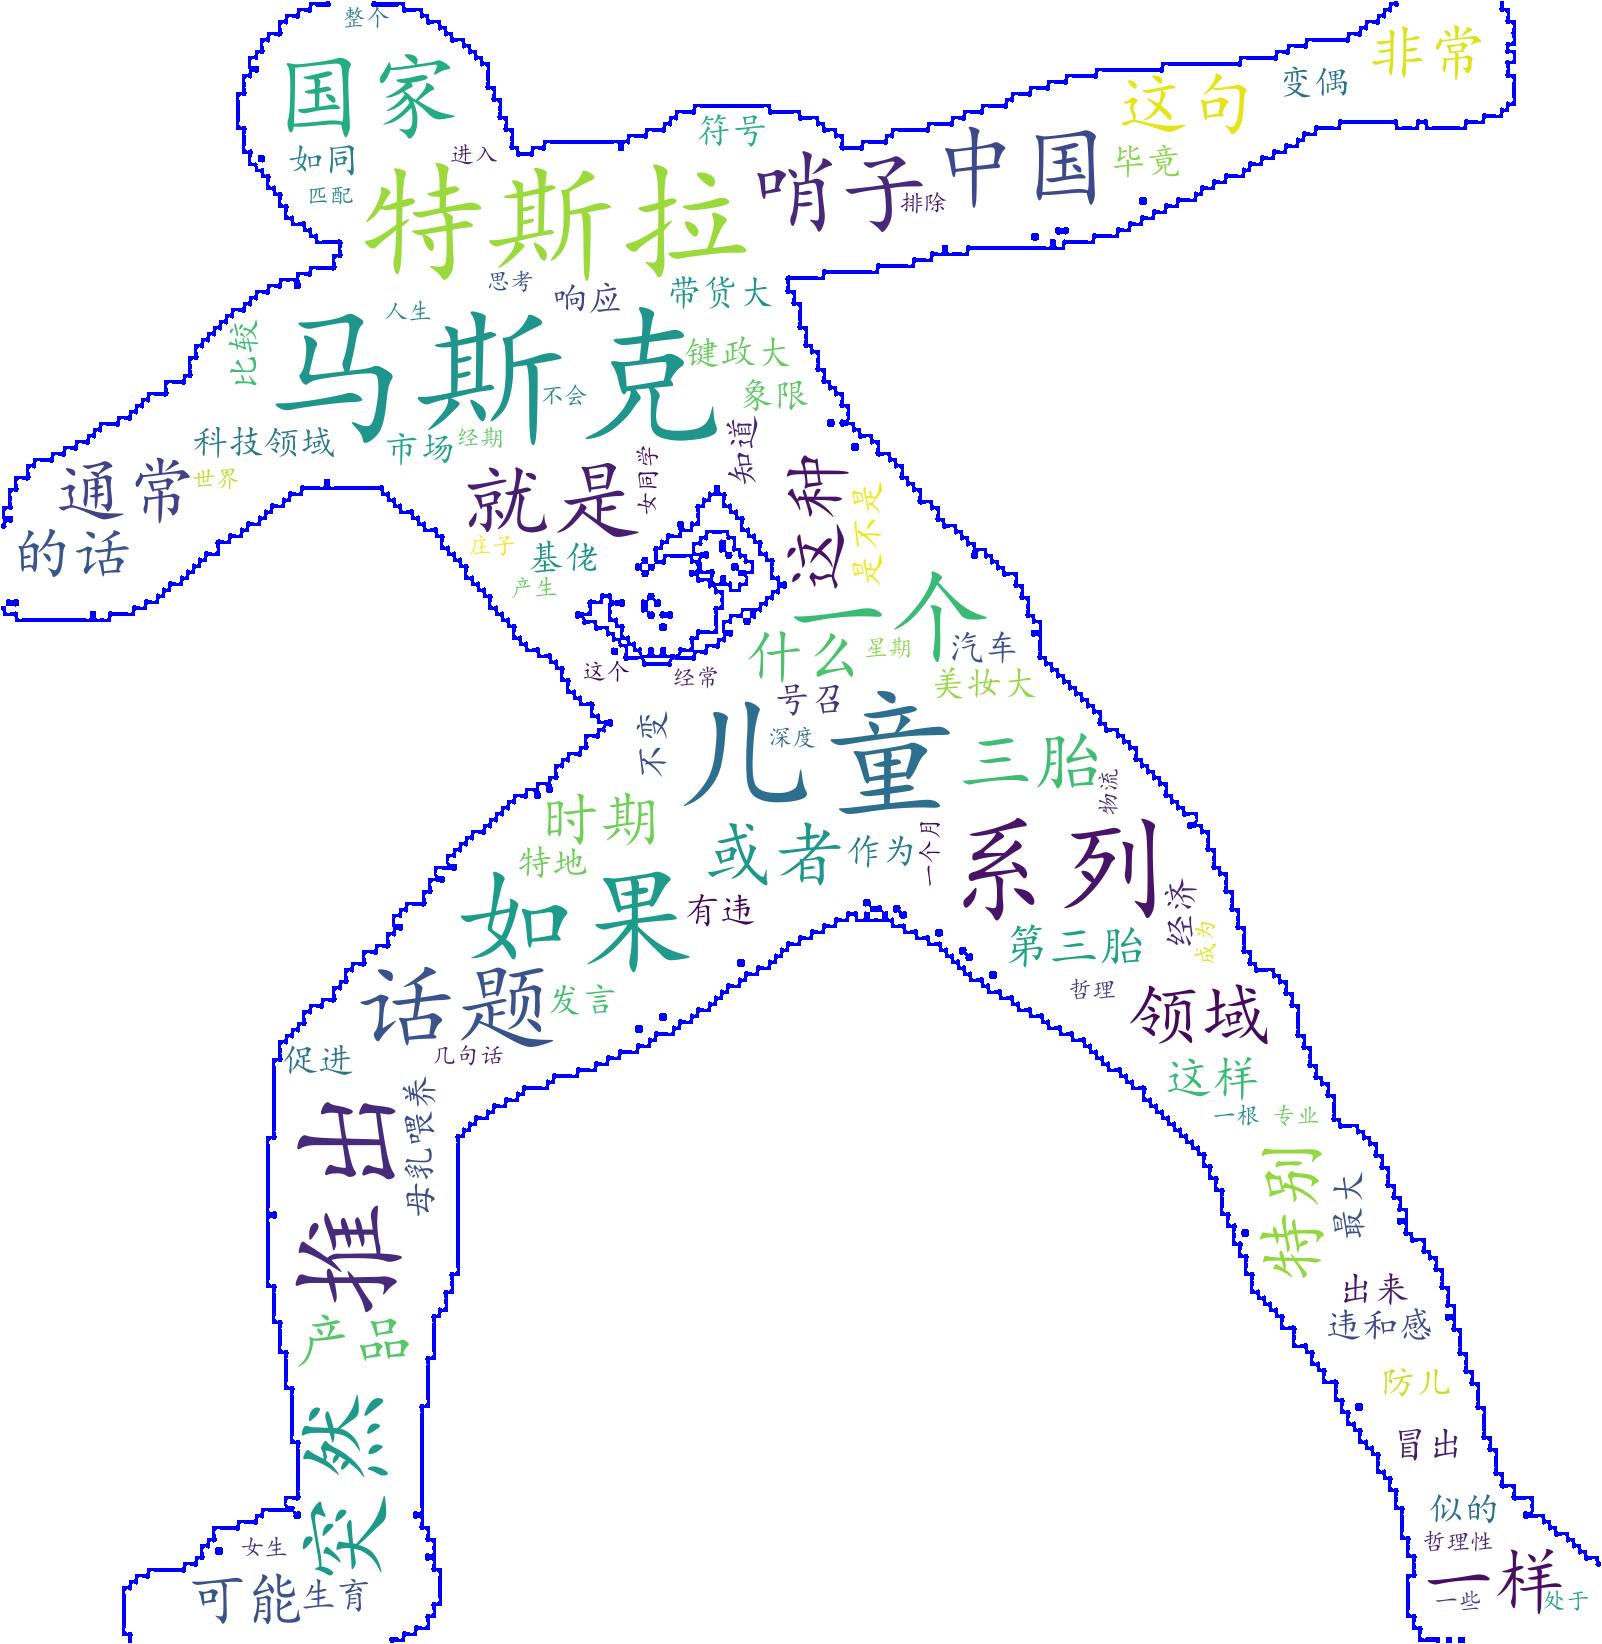 整个
国家
非常
变偶
这句
符号
中国
毕竟
如同
进入
哨子
排除
匹配
特斯拉
思考
响应
带货大
人生
马斯克
不会
键政大
比较
象限
科技领域
市场
经期
知道
通常
世界
就是
女同学
这种
是不是
的话
庄子
基佬
产生
一个
什么
星期
汽车
这个
经常
美妆大
号召
不变
儿童
深度
三胎
物流
时期
特地
或者
作为
一个月
系列
如果
有违
经济
成为
第三胎
话题
发言
哲理
领域
促进
几句话
这样
母乳喂养
一根
专业
推出
特别
最大
出来
违和感
产品
防儿
突然
冒出
似的
哲理性
女生
可能
生育
一样
一些
处于